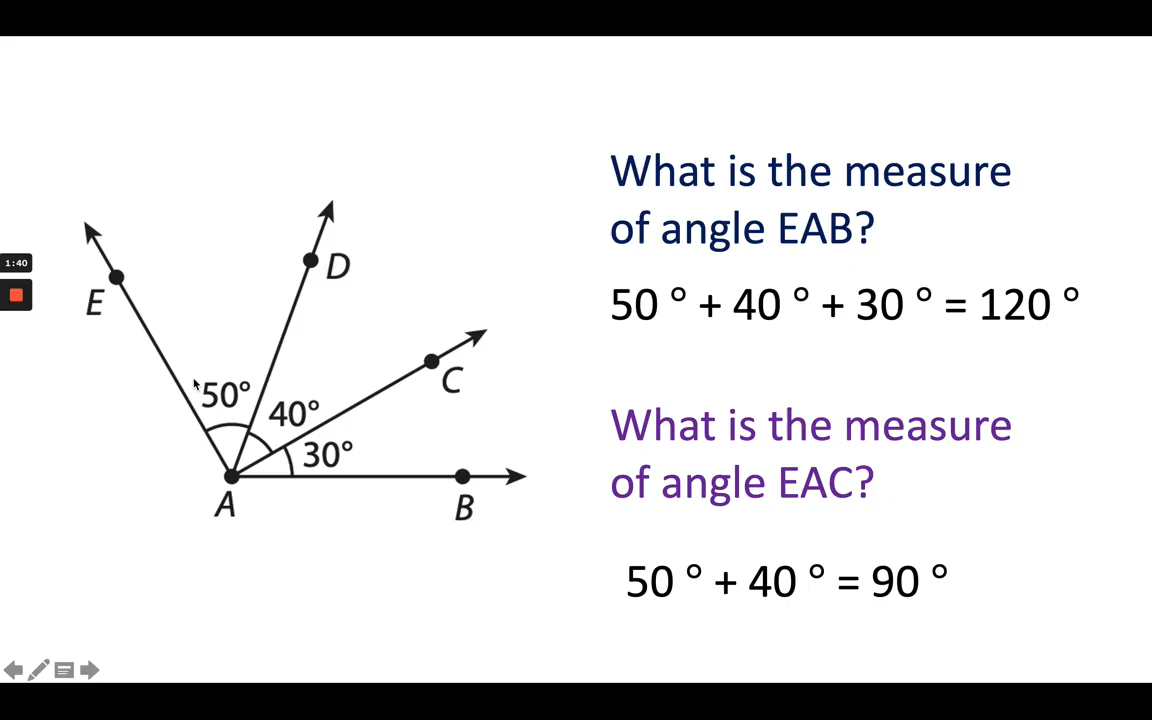 What is the measure
of angle EAB?
50 ° + 40 ° + 30 ° = 120 °
What is the measure
of angle EAC?
50 ° + 40 ° = 90 °
1:40
D
E
C
50°
40°
30°
A
B